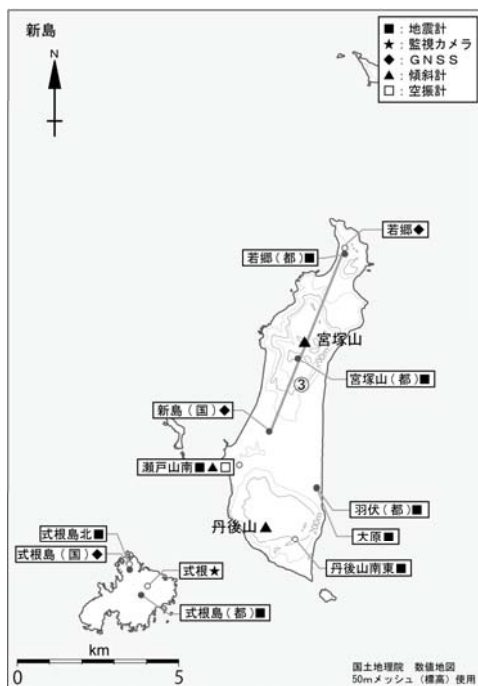 新島
N
■：地震計
★：監視カメラ
◆：ＧＮＳＳ
▲：傾斜計
□：空振計
若郷◆
若郷(都)■
宮塚山
宮塚山(都)■
③
新島(国)◆
瀬戸山南■▲□
羽伏(都)■
丹後山
大原■
式根島北■
式根島(国)◆
丹後山南東■
式根★
式根島(都)■
km
0
5
国土地理院 数値地図
50mメッシュ(標高)使用